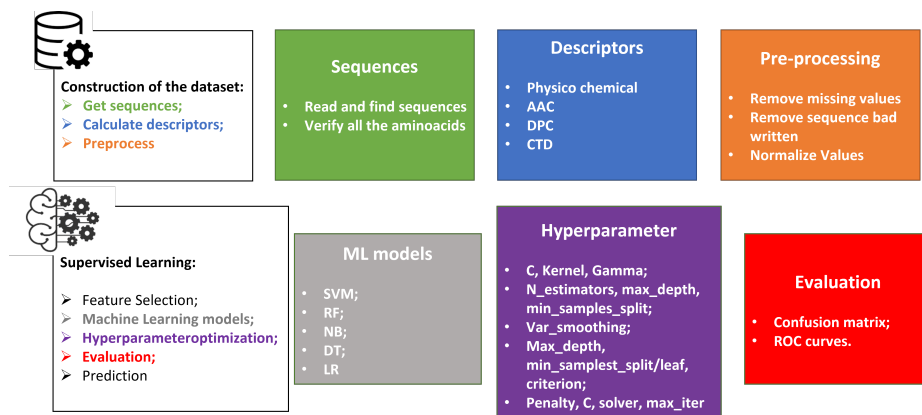 Construction of the dataset:
Get sequences;
Calculate descriptors;
Preprocess
Sequences
Read and find sequences
Verify all the aminoacids
Descriptors
Physico chemical
AAC
DPC
CTD
Pre-processing
Remove missing values
Remove sequence bad
written
Normalize Values
Supervised Learning:
Feature Selection;
Machine Learning models;
Hyperparameteroptimization;
Evaluation;
Prediction
ML models
SVM;
RF;
NB;
DT;
LR
Hyperparameter
C, Kernel, Gamma;
N_estimators, max_depth,
min_samples_split;
Var_smoothing;
Max_depth,
min_samplest_split/leaf,
criterion;
Penalty, C, solver, max_iter
Evaluation
Confusion matrix;
ROC curves.